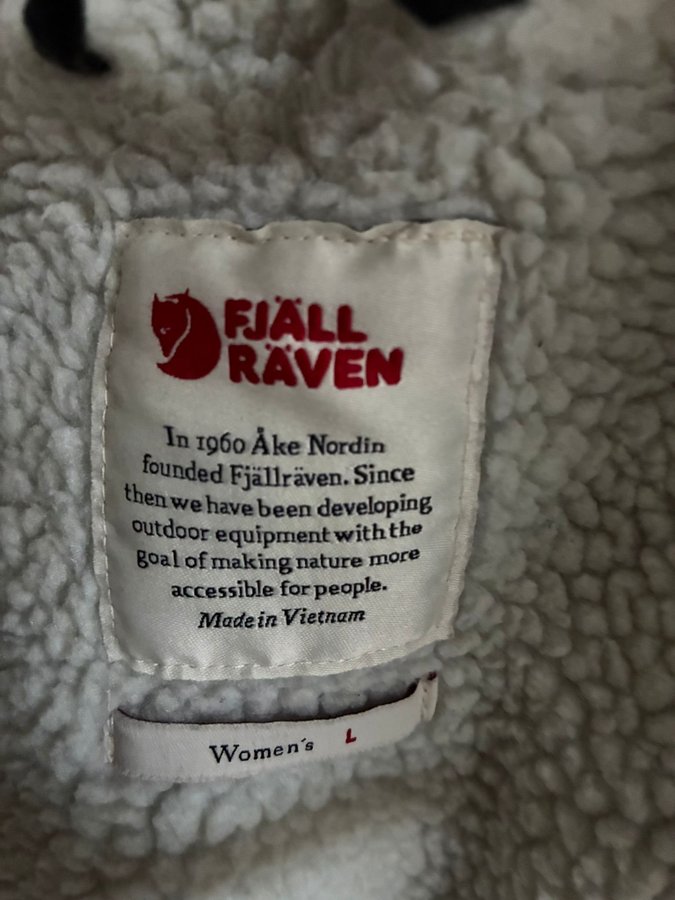 FJÄLL
RÄVEN
In 1960 Åke Nordin
founded Fjällräven. Since
then we have been developing
outdoor equipment with the
goal of making nature more
accessible for people.
Made in Vietnam
Women's L